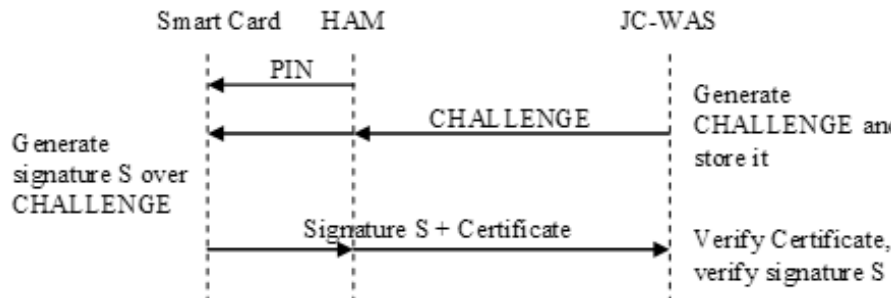 Smart Card HAM JC-WAS
PIN
CHALLENGE
Generate
CHALLENGE and
store it
Generate
signature S over
CHALLENGE
Signature S + Certificate
Verify Certificate,
verify signature S